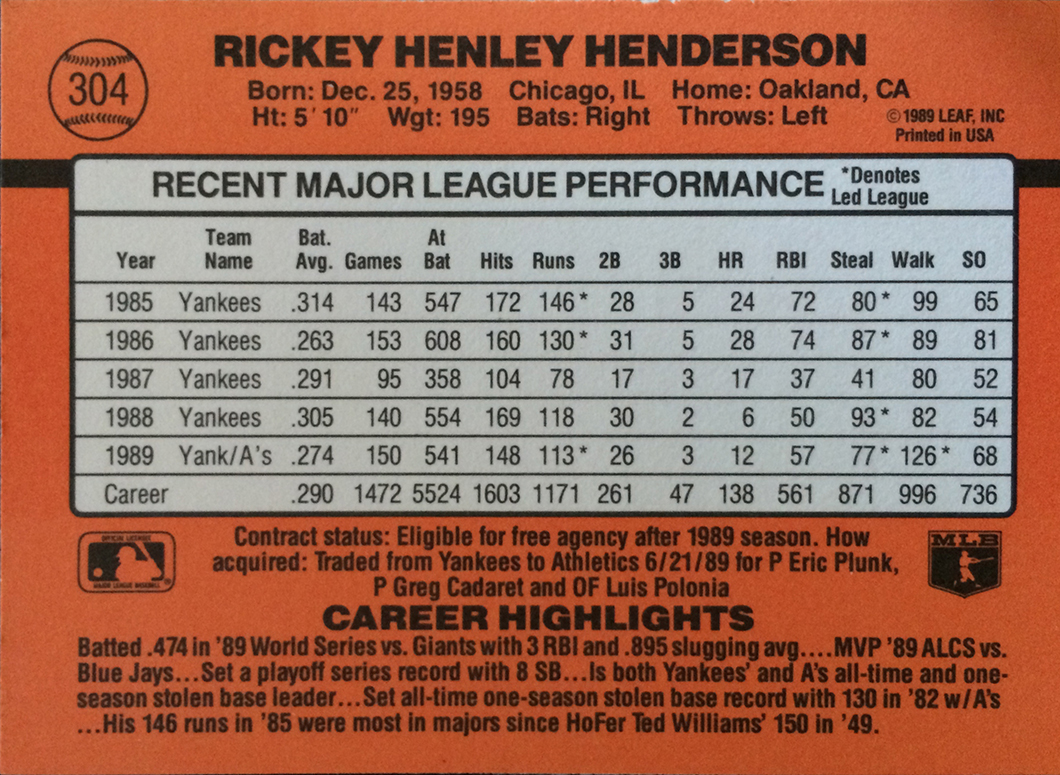 304
RICKEY HENLEY HENDERSON
Born: Dec. 25, 1958 Chicago, IL Home: Oakland, CA
Ht: 5' 10" Wgt: 195 Bats: Right Throws: Left
©1989 LEAF, INC
Printed in USA
RECENT MAJOR LEAGUE PERFORMANCE *Denotes Led League
Year Team Name Bat. Avg. Games At Bat Hits Runs 2B 3B HR RBI Steal Walk SO
1985 Yankees .314 143 547 172 146* 28 5 24 72 80* 99 65
1986 Yankees .263 153 608 160 130* 31 5 28 74 87* 89 81
1987 Yankees .291 95 358 104 78 17 3 17 37 41 80 52
1988 Yankees .305 140 554 169 118 30 2 6 50 93* 82 54
1989 Yank/A's .274 150 541 148 113* 26 3 12 57 77* 126* 68
Career .290 1472 5524 1603 1171 261 47 138 561 871 996 736
OFFICIAL LICENSEE
MAJOR LEAGUE BASEBALL
Contract status: Eligible for free agency after 1989 season. How
acquired: Traded from Yankees to Athletics 6/21/89 for P Eric Plunk,
P Greg Cadaret and OF Luis Polonia
MLB
CAREER HIGHLIGHTS
Batted .474 in '89 World Series vs. Giants with 3 RBI and .895 slugging avg....MVP '89 ALCS vs.
Blue Jays...Set a playoff series record with 8 SB...Is both Yankees' and A's all-time and one-
season stolen base leader...Set all-time one-season stolen base record with 130 in '82 w/A's
...His 146 runs in '85 were most in majors since HoFer Ted Williams' 150 in '49.